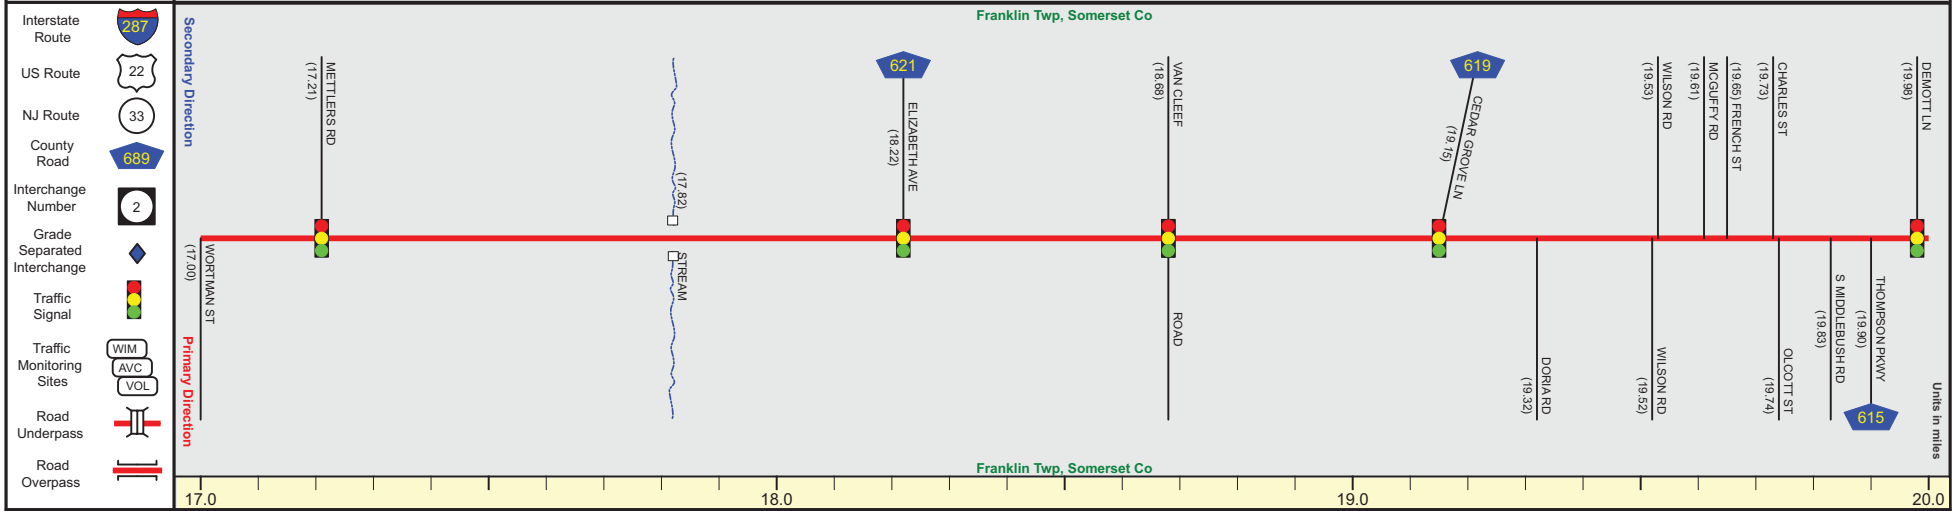 Interstate
Route
287
US Route
22
NJ Route
33
County
Road
689
Interchange
Number
2
Grade
Separated
Interchange
Traffic
Signal
Traffic
Monitoring
Sites
WIM
AVC
VOL
Road
Underpass
Road
Overpass
Secondary Direction
Primary Direction
Franklin Twp, Somerset Co
WORTMAN ST
(17.00)
METTLERS RD
(17.21)
(17.82)
STREAM
621
ELIZABETH AVE
(18.22)
VAN CLEEF
(18.68)
ROAD
619
CEDAR GROVE LN
(19.15)
DORIA RD
(19.32)
WILSON RD
(19.53)
WILSON RD
(19.52)
MCGUFFY RD
(19.61)
(19.65) FRENCH ST
CHARLES ST
(19.73)
OLCOTT ST
(19.74)
S MIDDLEBUSH RD
(19.83)
THOMPSON PKWY
(19.90)
615
DEMOTT LN
(19.98)
Units in miles
Franklin Twp, Somerset Co
17.0
18.0
19.0
20.0